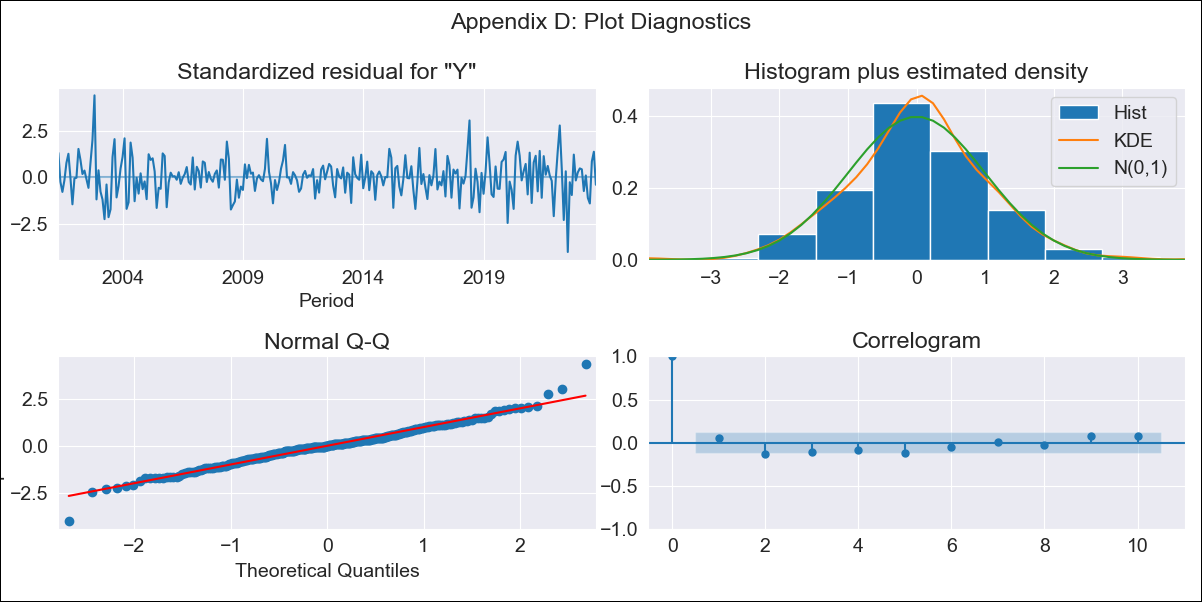 Appendix D: Plot Diagnostics
Standardized residual for "Y"
2.5
0.0
−2.5
2004 2009 2014 2019
Period
Histogram plus estimated density
0.4
0.2
0.0
Hist
KDE
N(0,1)
−3 −2 −1 0 1 2 3
Normal Q-Q
2.5
0.0
−2.5
−2 −1 0 1 2
Theoretical Quantiles
Correlogram
1.0
0.5
0.0
−0.5
−1.0
0 2 4 6 8 10